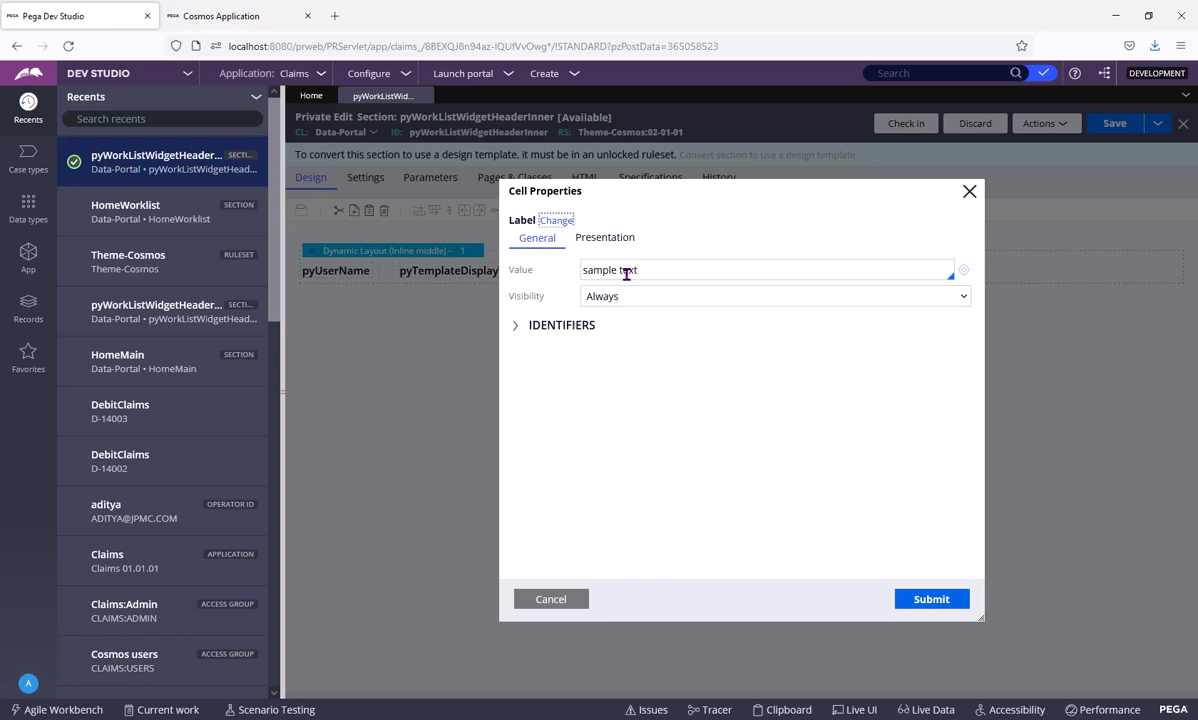 PEGA Pega Dev Studio
PEGA Cosmos Application
localhost:8080/prweb/PRServlet/app/claims_/8BEXQJ8n94az-IQUfVvOwg*/!STANDARD?pzPostData=365058523
DEV STUDIO
Application: Claims
Configure
Launch portal
Create
Search
DEVELOPMENT
Recents
Case types
Data types
App
Records
Favorites
A
Recents
Search recents
pyWorkListWidgetHeader... SECTI...
Data-Portal • pyWorkListWidgetHead...
HomeWorklist SECTION
Data-Portal • HomeWorklist
Theme-Cosmos RULESET
Theme-Cosmos
pyWorkListWidgetHeader... SECTI...
Data-Portal • pyWorkListWidgetHead...
HomeMain SECTION
Data-Portal • HomeMain
DebitClaims
D-14003
DebitClaims
D-14002
aditya OPERATOR ID
ADITYA@JPMC.COM
Claims APPLICATION
Claims 01.01.01
Claims:Admin ACCESS GROUP
CLAIMS:ADMIN
Cosmos users ACCESS GROUP
CLAIMS:USERS
Home
pyWorkListWid...
Private Edit Section: pyWorkListWidgetHeaderInner [Available]
CL: Data-Portal ID: pyWorkListWidgetHeaderInner RS: Theme-Cosmos:02-01-01
Check in
Discard
Actions
Save
To convert this section to use a design template, it must be in an unlocked ruleset. Convert section to use a design template
Design Settings Parameters Pages & Classes HTML Specifications History
Dynamic Layout (Inline middle) - 1
pyUserName pyTemplateDisplay
Cell Properties
Label Change
General Presentation
Value sample text
Visibility Always
IDENTIFIERS
Cancel
Submit
Agile Workbench
Current work
Scenario Testing
Issues
Tracer
Clipboard
Live UI
Live Data
Accessibility
Performance
PEGA